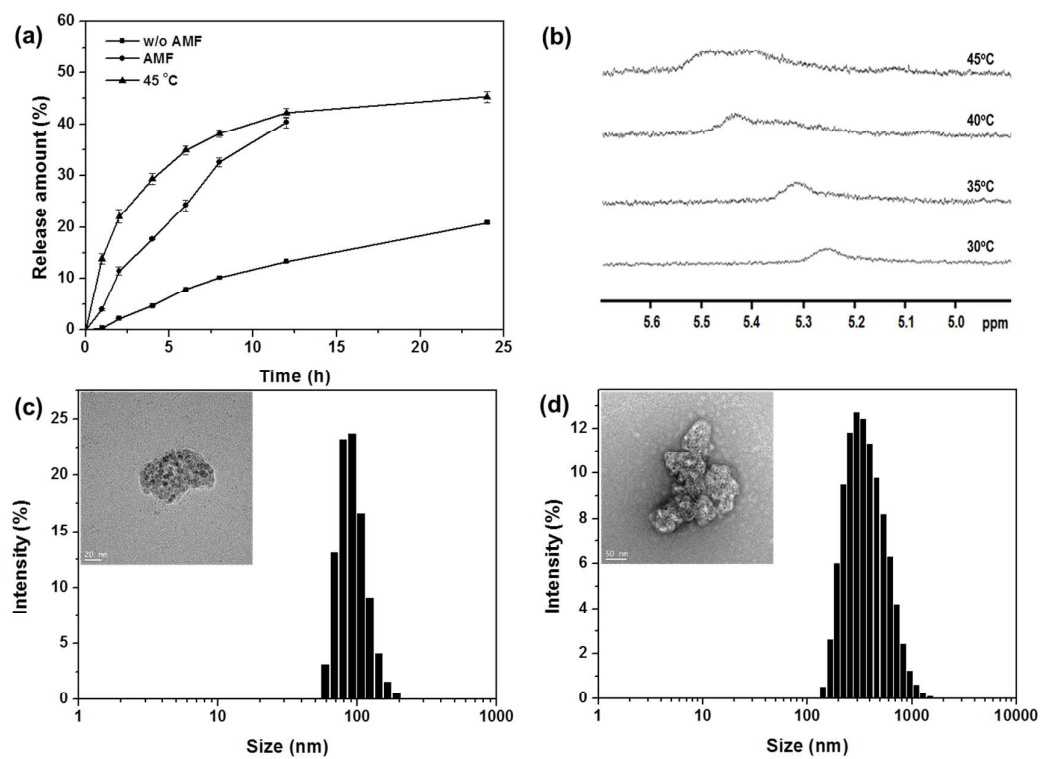 (a)
w/o AMF
AMF
45 °C
Release amount (%)
60
50
40
30
20
10
0
0 5 10 15 20 25
Time (h)
(b)
45ºC
40ºC
35ºC
30ºC
5.6 5.5 5.4 5.3 5.2 5.1 5.0 ppm
(c)
Intensity (%)
25
20
15
10
5
0
20 nm
1 10 100 1000
Size (nm)
(d)
Intensity (%)
12
10
8
6
4
2
0
50 nm
1 10 100 1000 10000
Size (nm)